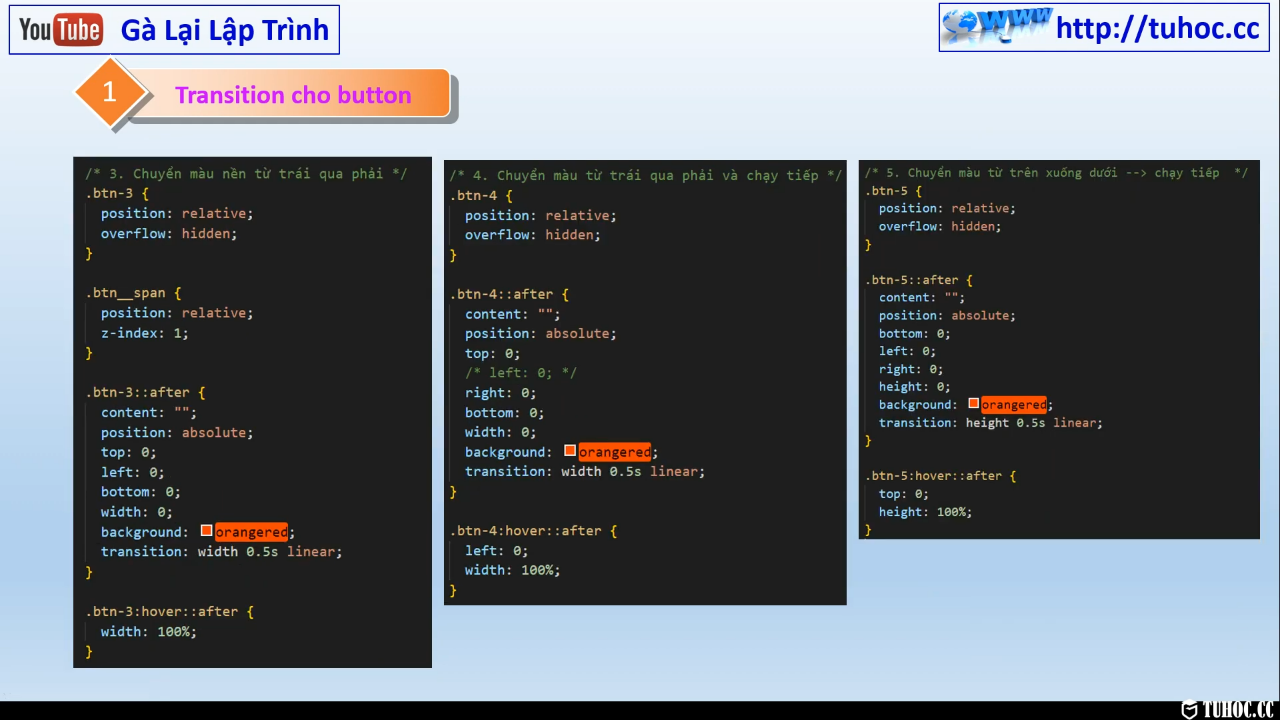 YouTube Gà Lại Lập Trình
WWW http://tuhoc.cc
1 Transition cho button
/* 3. Chuyển màu nền từ trái qua phải */
.btn-3 {
position: relative;
overflow: hidden;
}
.btn__span {
position: relative;
z-index: 1;
}
.btn-3::after {
content: "";
position: absolute;
top: 0;
left: 0;
bottom: 0;
width: 0;
background: orangered;
transition: width 0.5s linear;
}
.btn-3:hover::after {
width: 100%;
}
/* 4. Chuyển màu từ trái qua phải và chạy tiếp */
.btn-4 {
position: relative;
overflow: hidden;
}
.btn-4::after {
content: "";
position: absolute;
top: 0;
/* left: 0; */
right: 0;
bottom: 0;
width: 0;
background: orangered;
transition: width 0.5s linear;
}
.btn-4:hover::after {
left: 0;
width: 100%;
}
/* 5. Chuyển màu từ trên xuống dưới --> chạy tiếp */
.btn-5 {
position: relative;
overflow: hidden;
}
.btn-5::after {
content: "";
position: absolute;
bottom: 0;
left: 0;
right: 0;
height: 0;
background: orangered;
transition: height 0.5s linear;
}
.btn-5:hover::after {
top: 0;
height: 100%;
}
TUHOC.CC